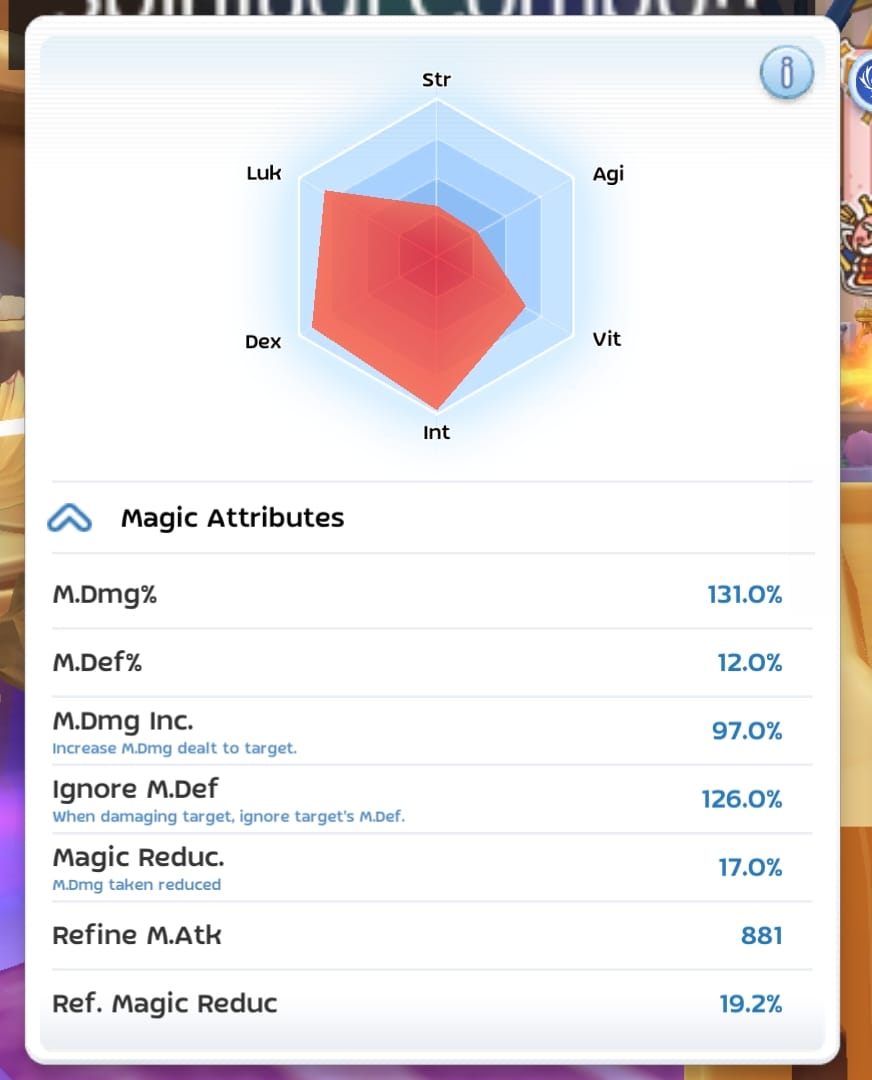 Str
Luk
Agi
Dex
Vit
Int
Magic Attributes
M.Dmg% 131.0%
M.Def% 12.0%
M.Dmg Inc. 97.0%
Increase M.Dmg dealt to target.
Ignore M.Def 126.0%
When damaging target, ignore target's M.Def.
Magic Reduc. 17.0%
M.Dmg taken reduced
Refine M.Atk 881
Ref. Magic Reduc 19.2%